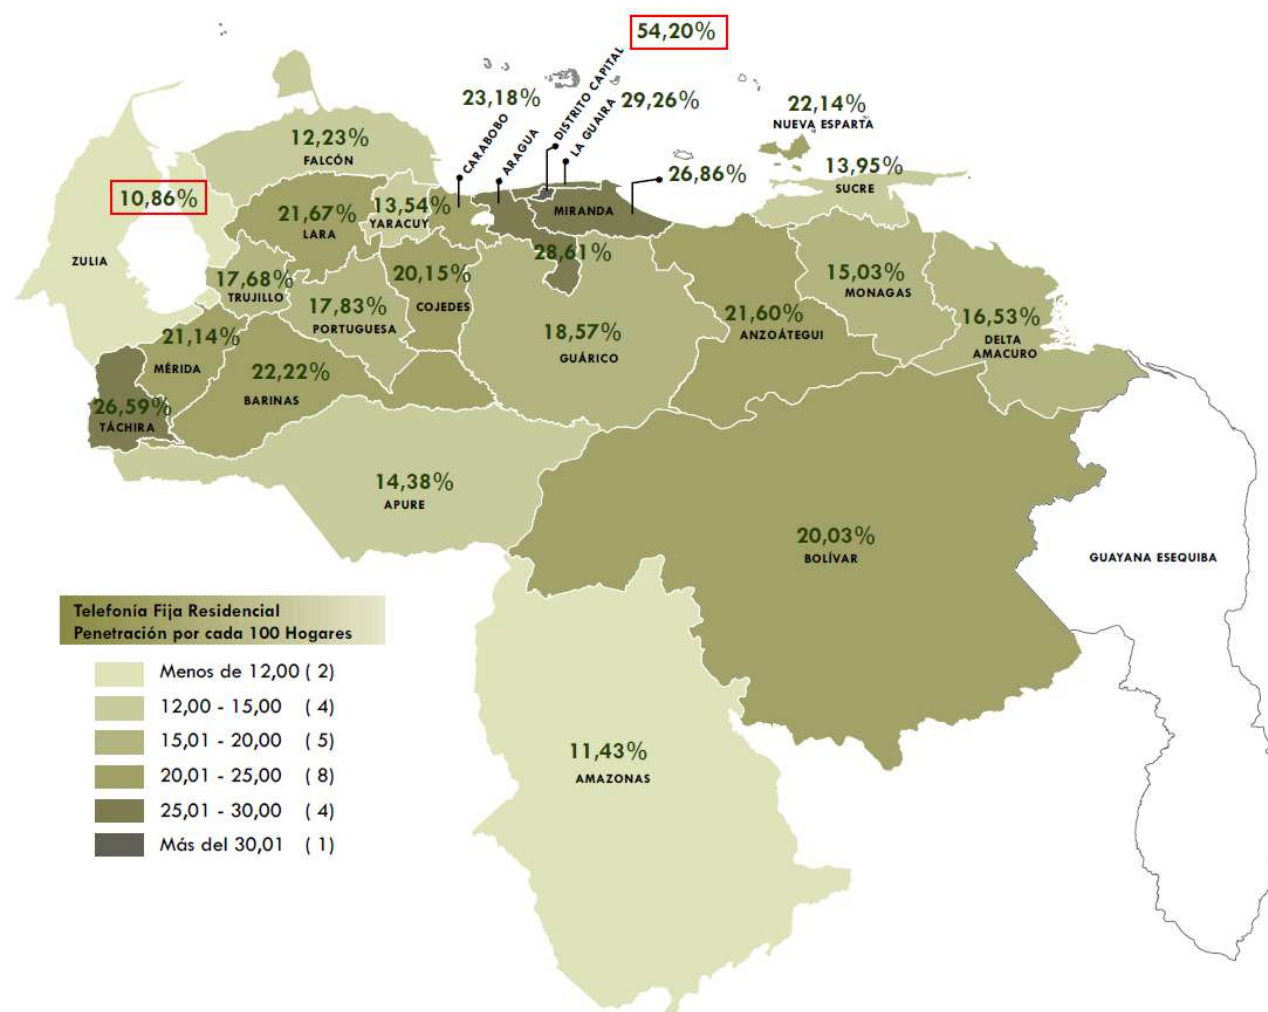 54,20%
23,18%
CARABOBO
ARAGUA
DISTRITO CAPITAL
LA GUAIRA
29,26%
22,14%
NUEVA ESPARTA
12,23%
FALCÓN
26,86%
13,95%
SUCRE
10,86%
ZULIA
21,67%
LARA
13,54%
YARACUY
MIRANDA
28,61%
17,68%
TRUJILLO
17,83%
PORTUGUESA
20,15%
COJEDES
18,57%
GUÁRICO
21,60%
ANZOÁTEGUI
15,03%
MONAGAS
16,53%
DELTA
AMACURO
21,14%
MÉRIDA
22,22%
BARINAS
26,59%
TÁCHIRA
14,38%
APURE
20,03%
BOLÍVAR
GUAYANA ESEQUIBA
11,43%
AMAZONAS
Telefonía Fija Residencial
Penetración por cada 100 Hogares
Menos de 12,00 ( 2)
12,00 - 15,00 ( 4)
15,01 - 20,00 ( 5)
20,01 - 25,00 ( 8)
25,01 - 30,00 ( 4)
Más del 30,01 ( 1)